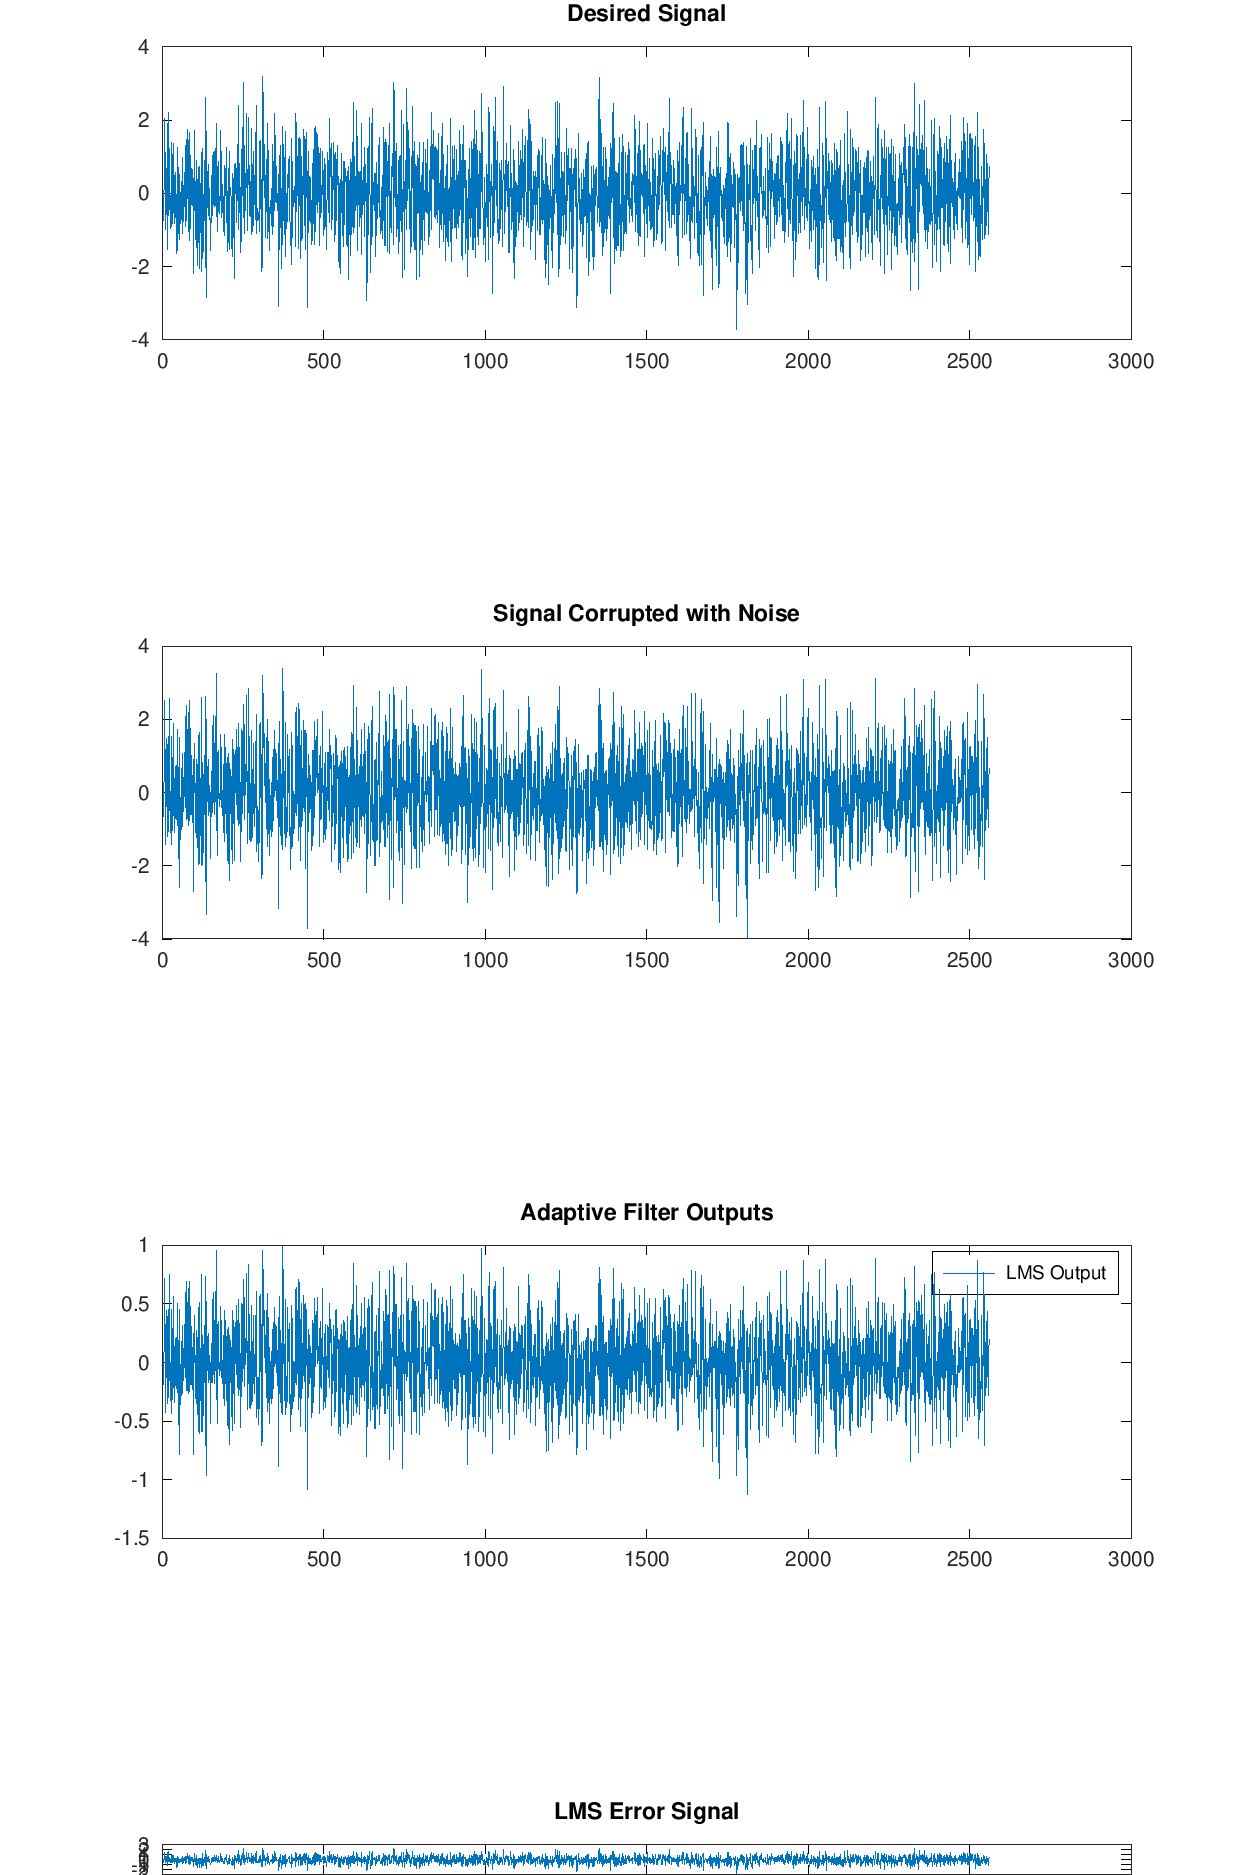 Desired Signal
4
2
0
-2
-4
0 500 1000 1500 2000 2500 3000
Signal Corrupted with Noise
4
2
0
-2
-4
0 500 1000 1500 2000 2500 3000
Adaptive Filter Outputs
1
LMS Output
0.5
0
-0.5
-1
-1.5
0 500 1000 1500 2000 2500 3000
LMS Error Signal